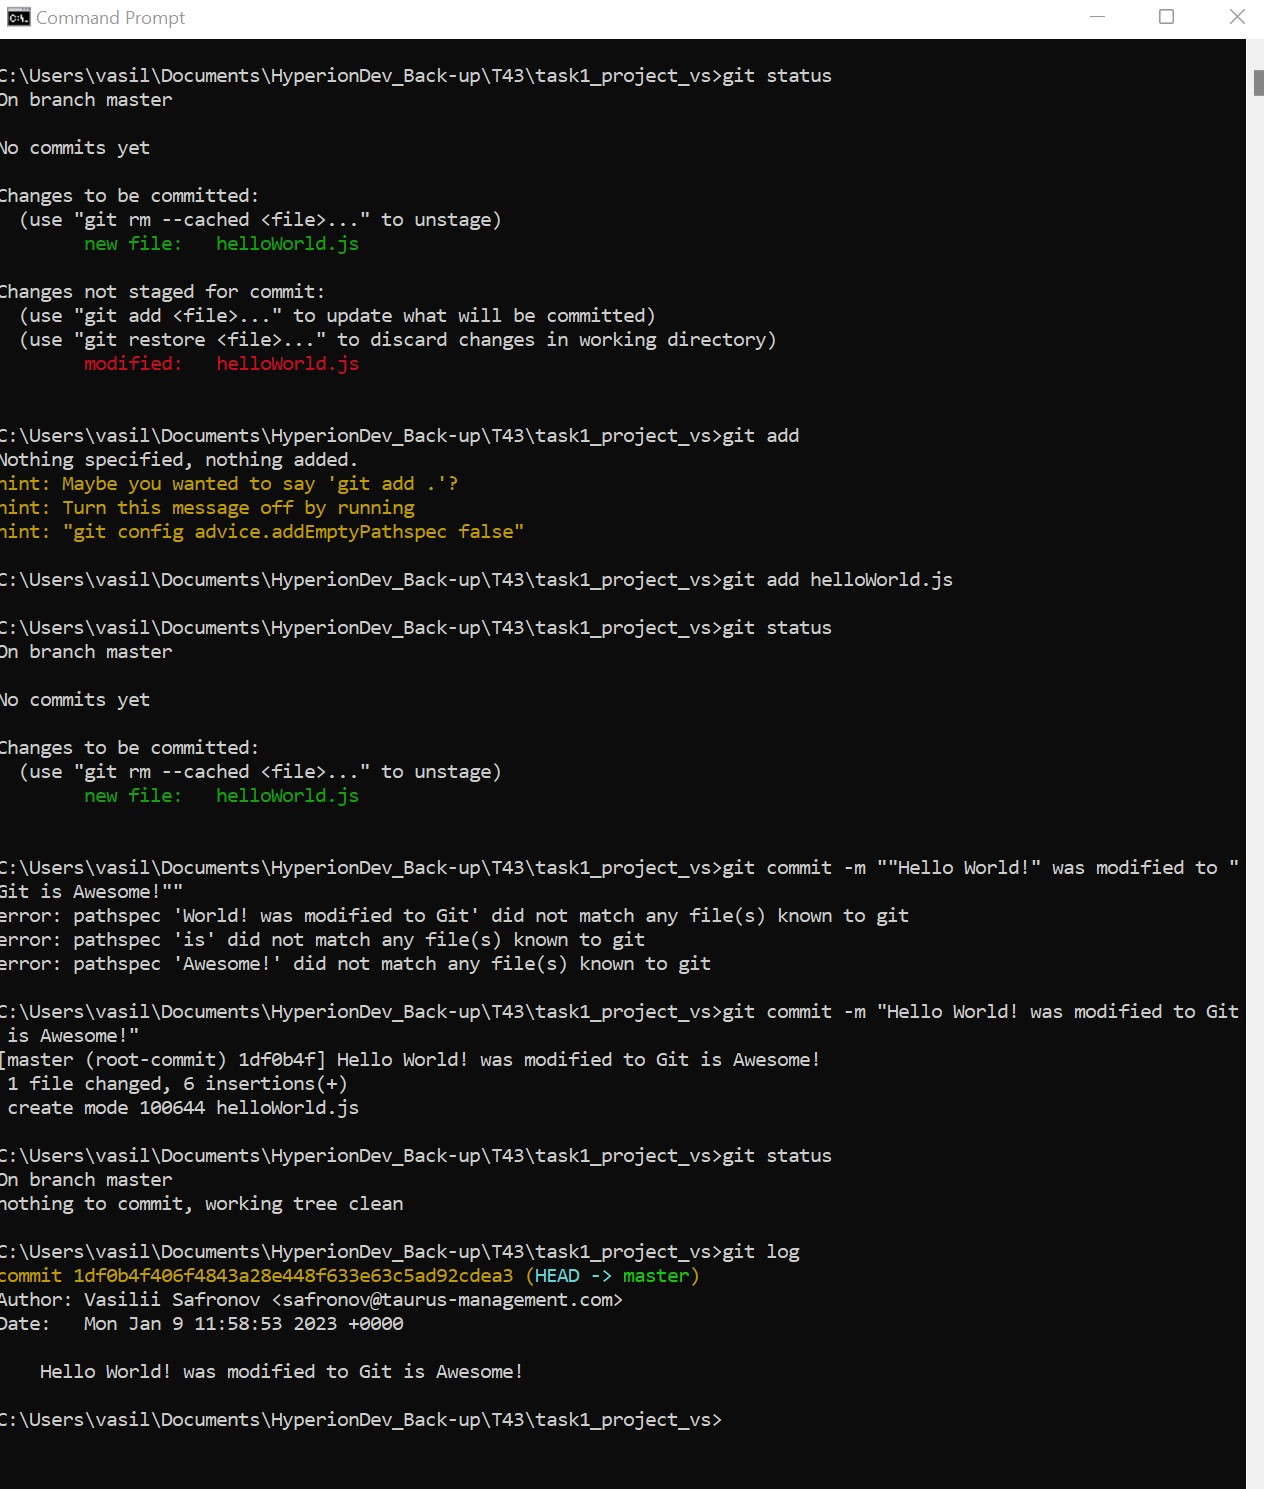 Command Prompt
C:\Users\vasil\Documents\HyperionDev_Back-up\T43\task1_project_vs>git status
On branch master
No commits yet
Changes to be committed:
  (use "git rm --cached <file>..." to unstage)
        new file:   helloWorld.js
Changes not staged for commit:
  (use "git add <file>..." to update what will be committed)
  (use "git restore <file>..." to discard changes in working directory)
        modified:   helloWorld.js
C:\Users\vasil\Documents\HyperionDev_Back-up\T43\task1_project_vs>git add
Nothing specified, nothing added.
hint: Maybe you wanted to say 'git add .'?
hint: Turn this message off by running
hint: "git config advice.addEmptyPathspec false"
C:\Users\vasil\Documents\HyperionDev_Back-up\T43\task1_project_vs>git add helloWorld.js
C:\Users\vasil\Documents\HyperionDev_Back-up\T43\task1_project_vs>git status
On branch master
No commits yet
Changes to be committed:
  (use "git rm --cached <file>..." to unstage)
        new file:   helloWorld.js
C:\Users\vasil\Documents\HyperionDev_Back-up\T43\task1_project_vs>git commit -m ""Hello World!" was modified to "
Git is Awesome!""
error: pathspec 'World! was modified to Git' did not match any file(s) known to git
error: pathspec 'is' did not match any file(s) known to git
error: pathspec 'Awesome!' did not match any file(s) known to git
C:\Users\vasil\Documents\HyperionDev_Back-up\T43\task1_project_vs>git commit -m "Hello World! was modified to Git
 is Awesome!"
[master (root-commit) 1df0b4f] Hello World! was modified to Git is Awesome!
 1 file changed, 6 insertions(+)
 create mode 100644 helloWorld.js
C:\Users\vasil\Documents\HyperionDev_Back-up\T43\task1_project_vs>git status
On branch master
nothing to commit, working tree clean
C:\Users\vasil\Documents\HyperionDev_Back-up\T43\task1_project_vs>git log
commit 1df0b4f406f4843a28e448f633e63c5ad92cdea3 (HEAD -> master)
Author: Vasilii Safronov <safronov@taurus-management.com>
Date:   Mon Jan 9 11:58:53 2023 +0000
    Hello World! was modified to Git is Awesome!
C:\Users\vasil\Documents\HyperionDev_Back-up\T43\task1_project_vs>